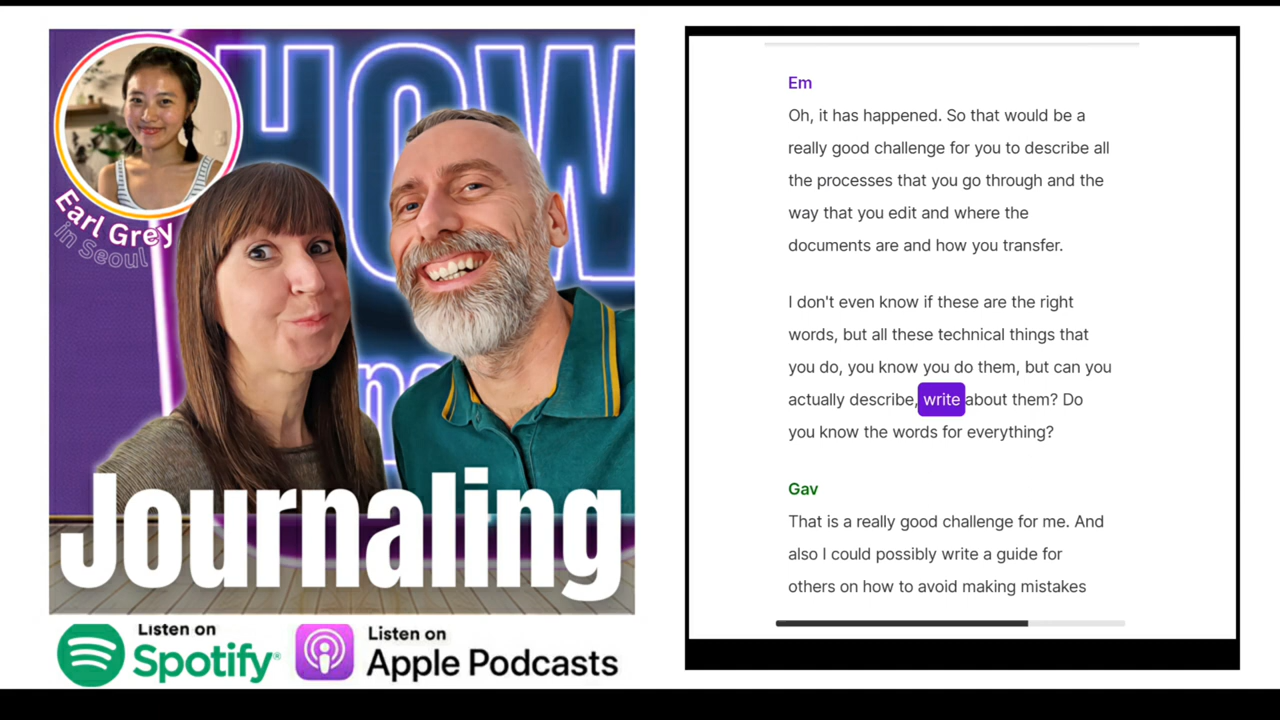 HOW
Earl Grey
in Seoul
Journaling
Listen on
Spotify®
Listen on
Apple Podcasts
Em
Oh, it has happened. So that would be a
really good challenge for you to describe all
the processes that you go through and the
way that you edit and where the
documents are and how you transfer.
I don't even know if these are the right
words, but all these technical things that
you do, you know you do them, but can you
actually describe, write about them? Do
you know the words for everything?
Gav
That is a really good challenge for me. And
also I could possibly write a guide for
others on how to avoid making mistakes